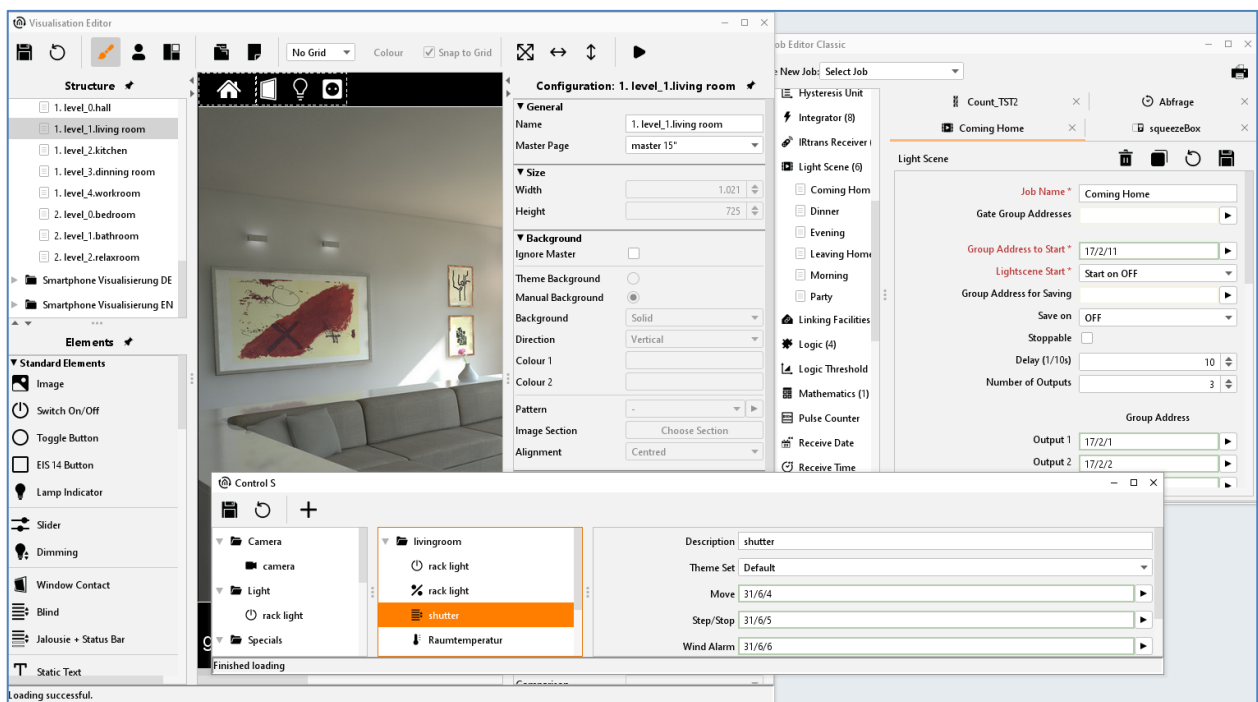 Visualisation Editor
No Grid
Colour
Snap to Grid
Structure
1. level_0.hall
1. level_1.living room
1. level_2.kitchen
1. level_3.dinning room
1. level_4.workroom
2. level_0.bedroom
2. level_1.bathroom
2. level_2.relaxroom
Smartphone Visualisierung DE
Smartphone Visualisierung EN
Elements
Standard Elements
Image
Switch On/Off
Toggle Button
EIS 14 Button
Lamp Indicator
Slider
Dimming
Window Contact
Blind
Jalousie + Status Bar
Static Text
Loading successful.
Configuration: 1. level_1.living room
General
Name 1. level_1.living room
Master Page master 15"
Size
Width 1.021
Height 725
Background
Ignore Master
Theme Background
Manual Background
Background Solid
Direction Vertical
Colour 1
Colour 2
Pattern -
Image Section Choose Section
Alignment Centred
ob Editor Classic
New Job: Select Job
Hysteresis Unit
Integrator (8)
IRtrans Receiver (
Light Scene (6)
Coming Hom
Dinner
Evening
Leaving Home
Morning
Party
Linking Facilities
Logic (4)
Logic Threshold
Mathematics (1)
Pulse Counter
Receive Date
Receive Time
Count_TST2
Abfrage
Coming Home
squeezeBox
Light Scene
Job Name * Coming Home
Gate Group Addresses
Group Address to Start * 17/2/11
Lightscene Start * Start on OFF
Group Address for Saving
Save on OFF
Stoppable
Delay (1/10s) 10
Number of Outputs 3
Group Address
Output 1 17/2/1
Output 2 17/2/2
Control S
Camera
camera
Light
rack light
Specials
livingroom
rack light
rack light
shutter
Raumtemperatur
Description shutter
Theme Set Default
Move 31/6/4
Step/Stop 31/6/5
Wind Alarm 31/6/6
Finished loading